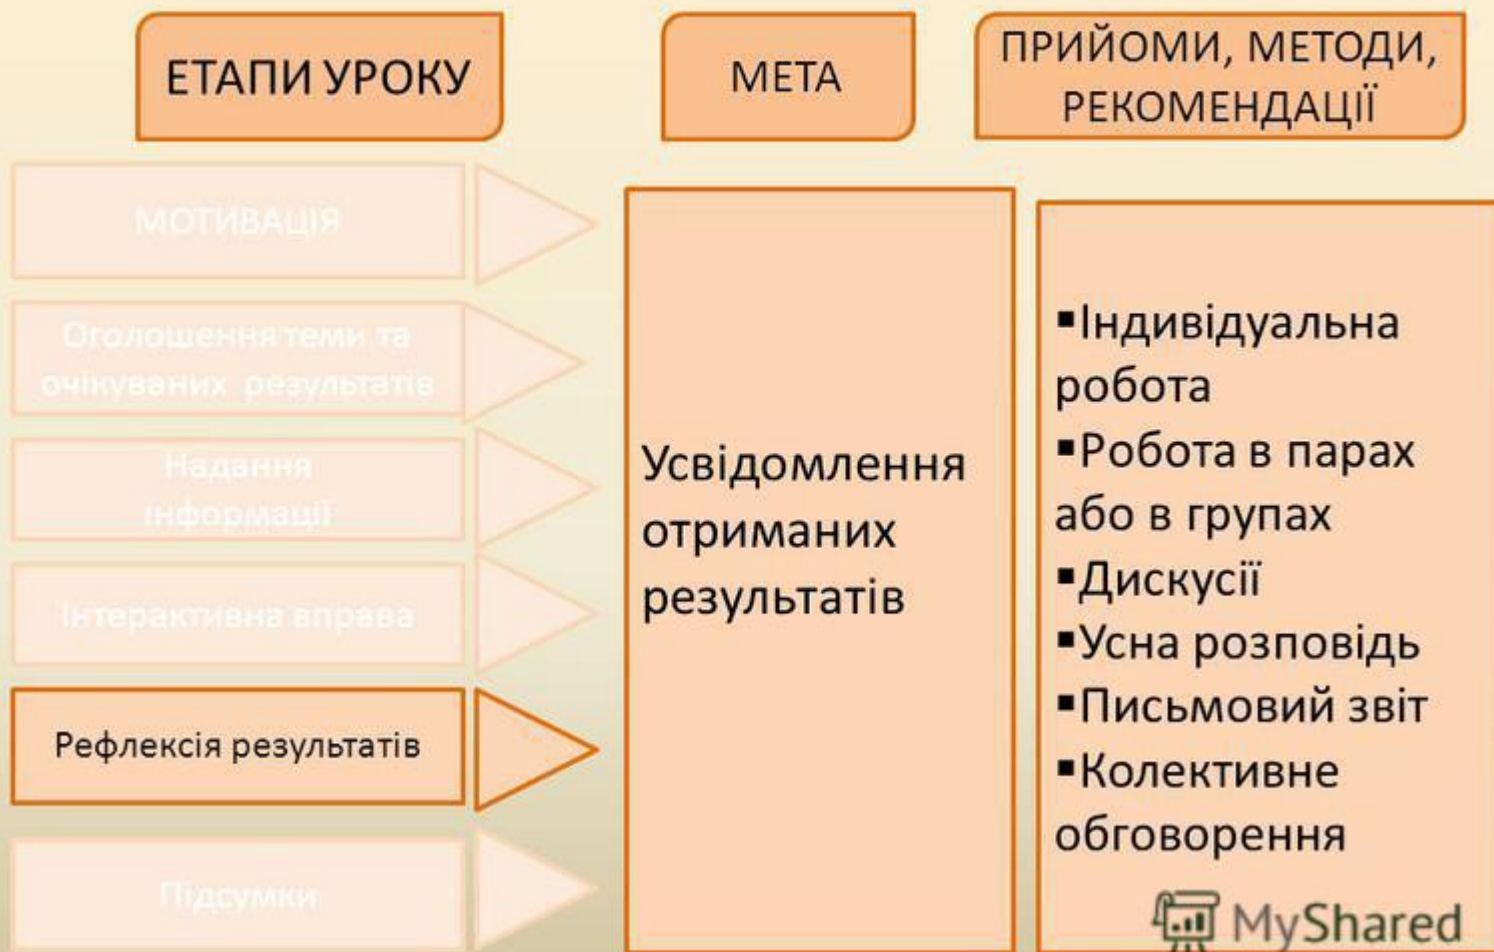 ЕТАПИ УРОКУ
МЕТА
ПРИЙОМИ, МЕТОДИ,
РЕКОМЕНДАЦІЇ
МОТИВАЦІЯ
Оголошення теми та
очікуваних результатів
Надання
інформації
Інтерактивна вправа
Рефлексія результатів
Підсумки
Усвідомлення
отриманих
результатів
▪Індивідуальна
робота
▪Робота в парах
або в групах
▪Дискусії
▪Усна розповідь
▪Письмовий звіт
▪Колективне
обговорення
MyShared